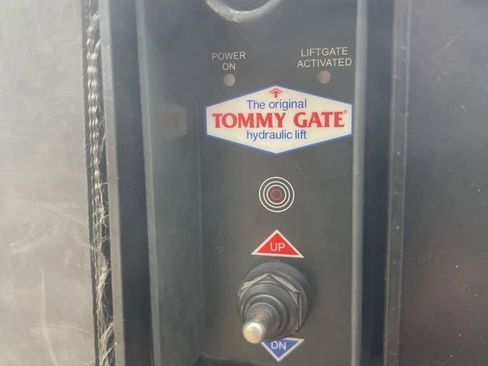 POWER
ON
LIFTGATE
ACTIVATED
The original
TOMMY GATE®
hydraulic lift
UP
DN